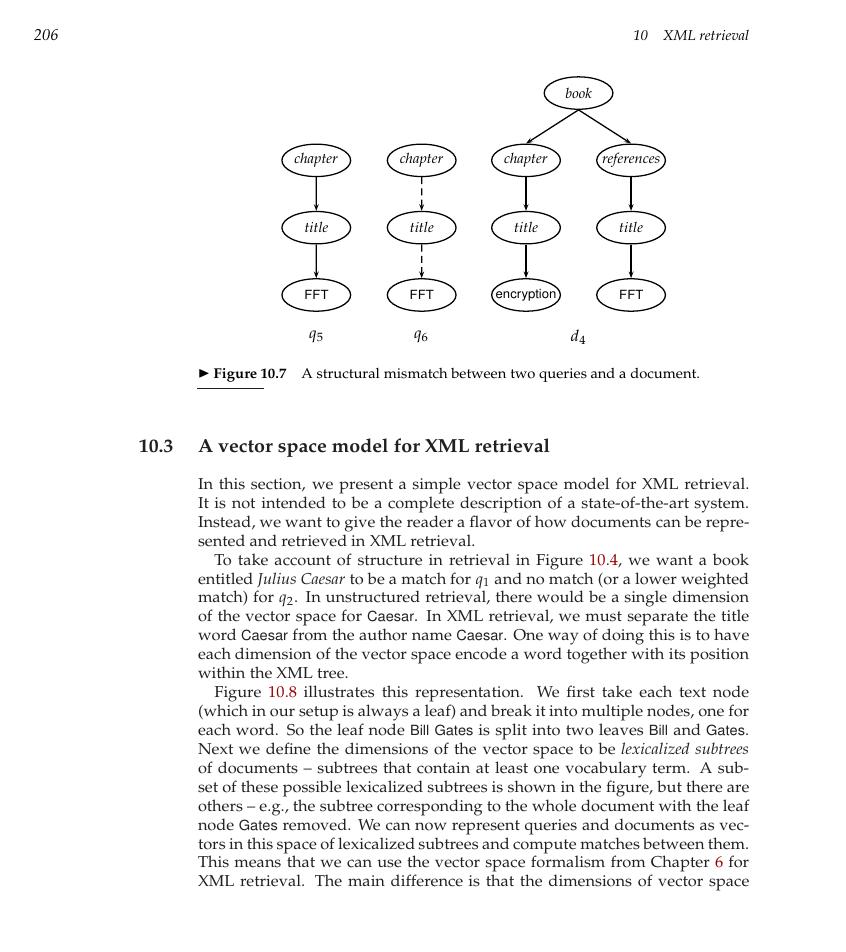 206
10 XML retrieval
book
chapter chapter chapter references
title title title title
FFT FFT encryption FFT
q5 q6 d4
▶ Figure 10.7 A structural mismatch between two queries and a document.
10.3 A vector space model for XML retrieval
In this section, we present a simple vector space model for XML retrieval.
It is not intended to be a complete description of a state-of-the-art system.
Instead, we want to give the reader a flavor of how documents can be repre-
sented and retrieved in XML retrieval.
To take account of structure in retrieval in Figure 10.4, we want a book
entitled Julius Caesar to be a match for q1 and no match (or a lower weighted
match) for q2. In unstructured retrieval, there would be a single dimension
of the vector space for Caesar. In XML retrieval, we must separate the title
word Caesar from the author name Caesar. One way of doing this is to have
each dimension of the vector space encode a word together with its position
within the XML tree.
Figure 10.8 illustrates this representation. We first take each text node
(which in our setup is always a leaf) and break it into multiple nodes, one for
each word. So the leaf node Bill Gates is split into two leaves Bill and Gates.
Next we define the dimensions of the vector space to be lexicalized subtrees
of documents – subtrees that contain at least one vocabulary term. A sub-
set of these possible lexicalized subtrees is shown in the figure, but there are
others – e.g., the subtree corresponding to the whole document with the leaf
node Gates removed. We can now represent queries and documents as vec-
tors in this space of lexicalized subtrees and compute matches between them.
This means that we can use the vector space formalism from Chapter 6 for
XML retrieval. The main difference is that the dimensions of vector space